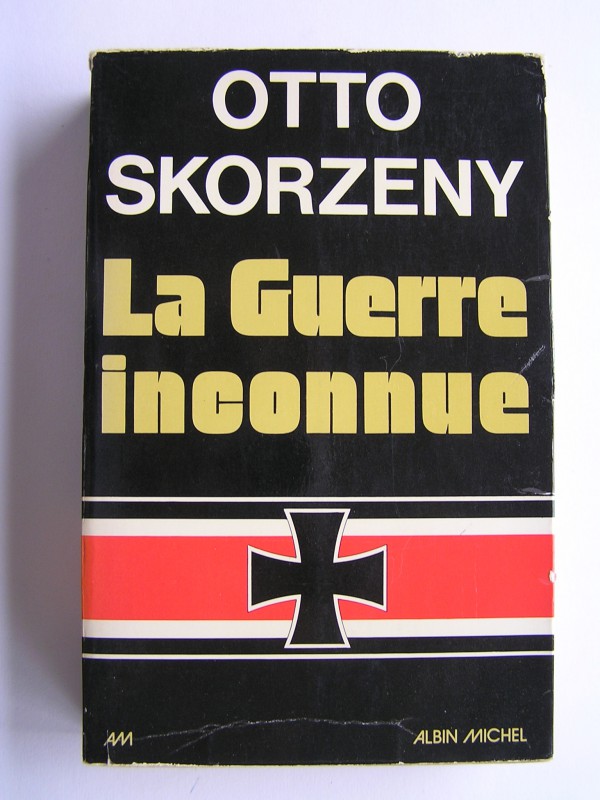 OTTO
SKORZENY
La Guerre
inconnue
AM
ALBIN MICHEL